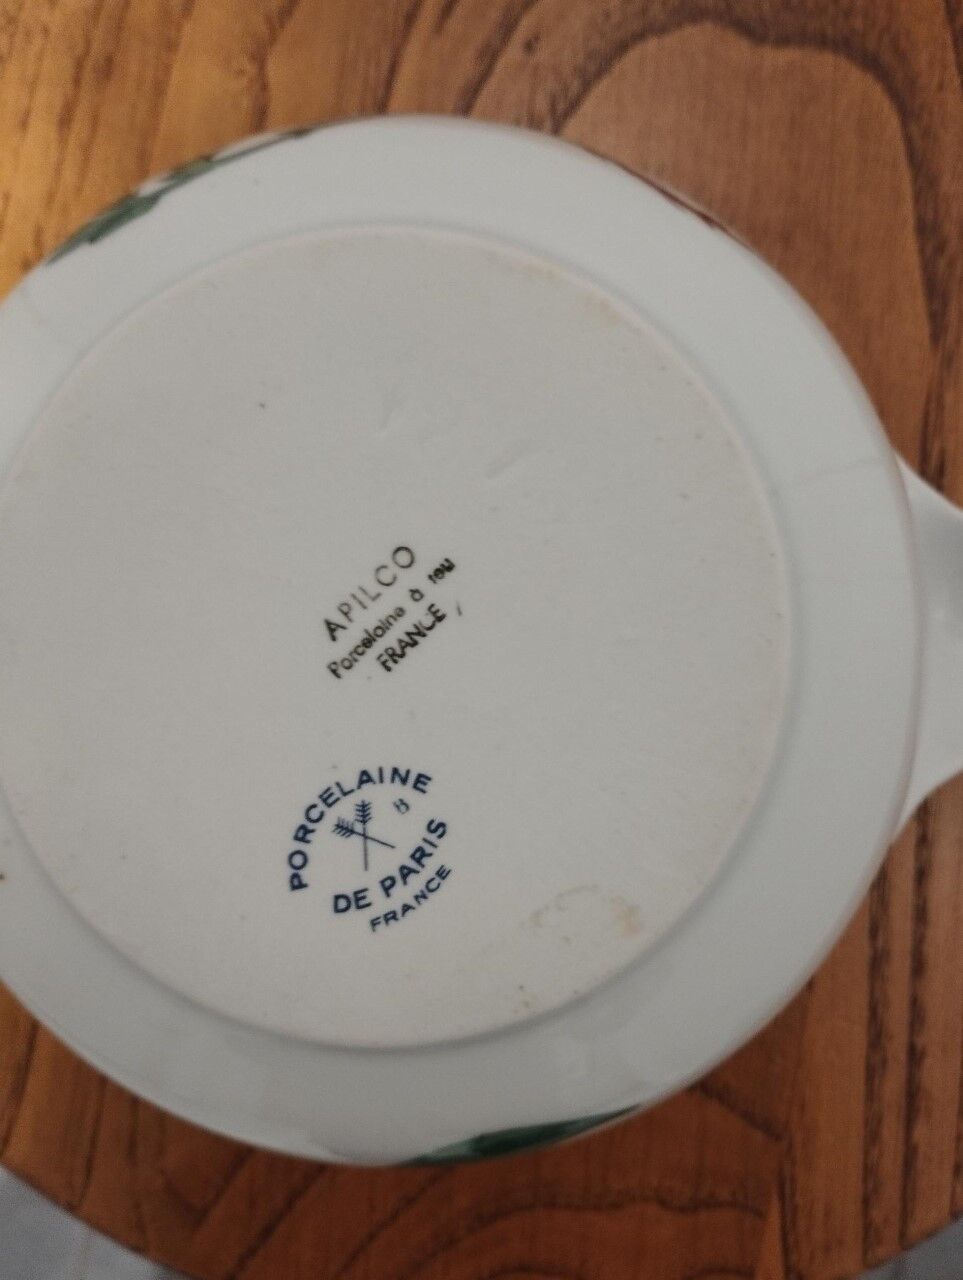 APILCO
Porcelaine à feu
FRANCE
PORCELAINE
DE PARIS
FRANCE